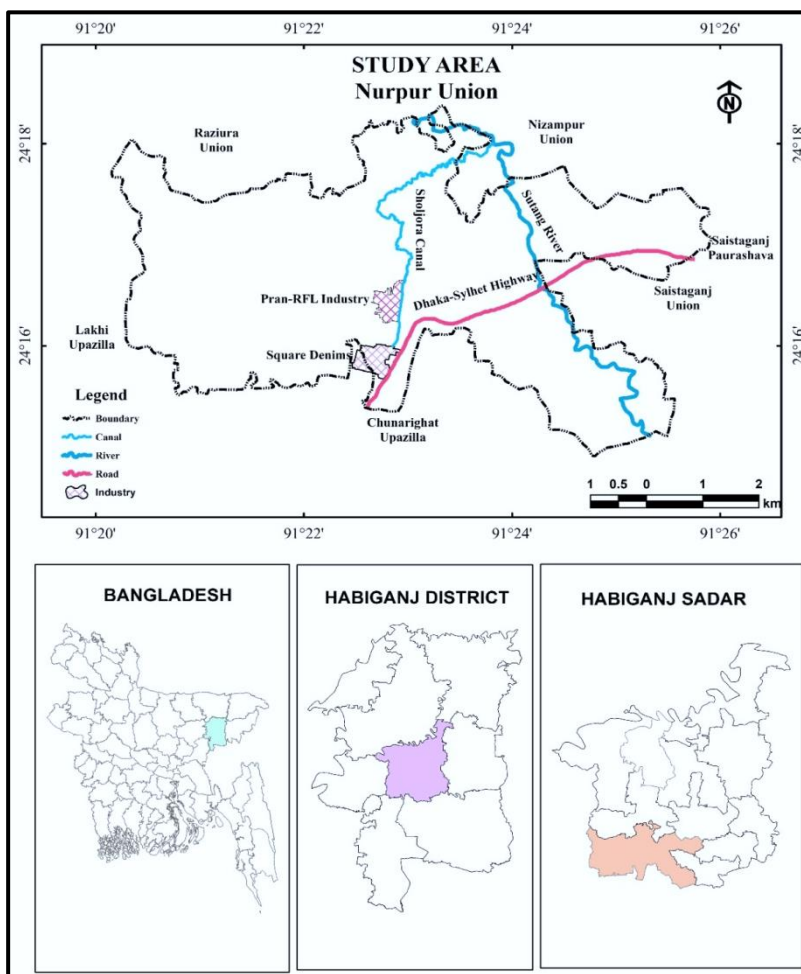 91°20' 91°22' 91°24' 91°26'
STUDY AREA
Nurpur Union
N
24°18' 24°18'
Raziura
Union
Nizampur
Union
Sholjora Canal
Sutang River
Saistaganj
Paurashava
Dhaka-Sylhet Highway
Saistaganj
Union
Pran-RFL Industry
Lakhi
Upazilla
24°16' 24°16'
Square Denims
Chunarighat
Upazilla
Legend
Boundary
Canal
River
Road
Industry
1 0.5 0 1 2
km
91°20' 91°22' 91°24' 91°26'
BANGLADESH
HABIGANJ DISTRICT
HABIGANJ SADAR